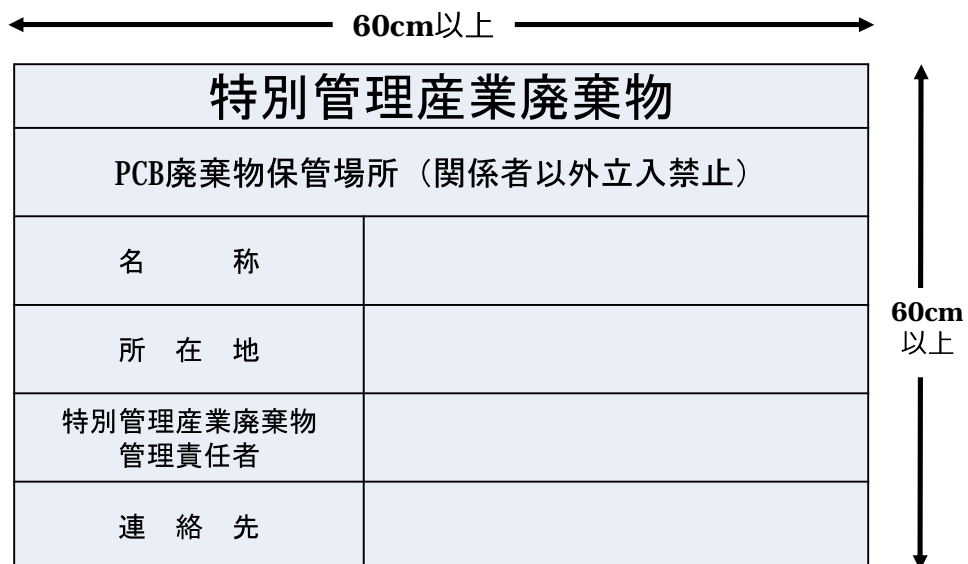 60cm以上
特別管理産業廃棄物
PCB廃棄物保管場所（関係者以外立入禁止）
名　　　称
所　在　地
60cm
以上
特別管理産業廃棄物
管理責任者
連　絡　先